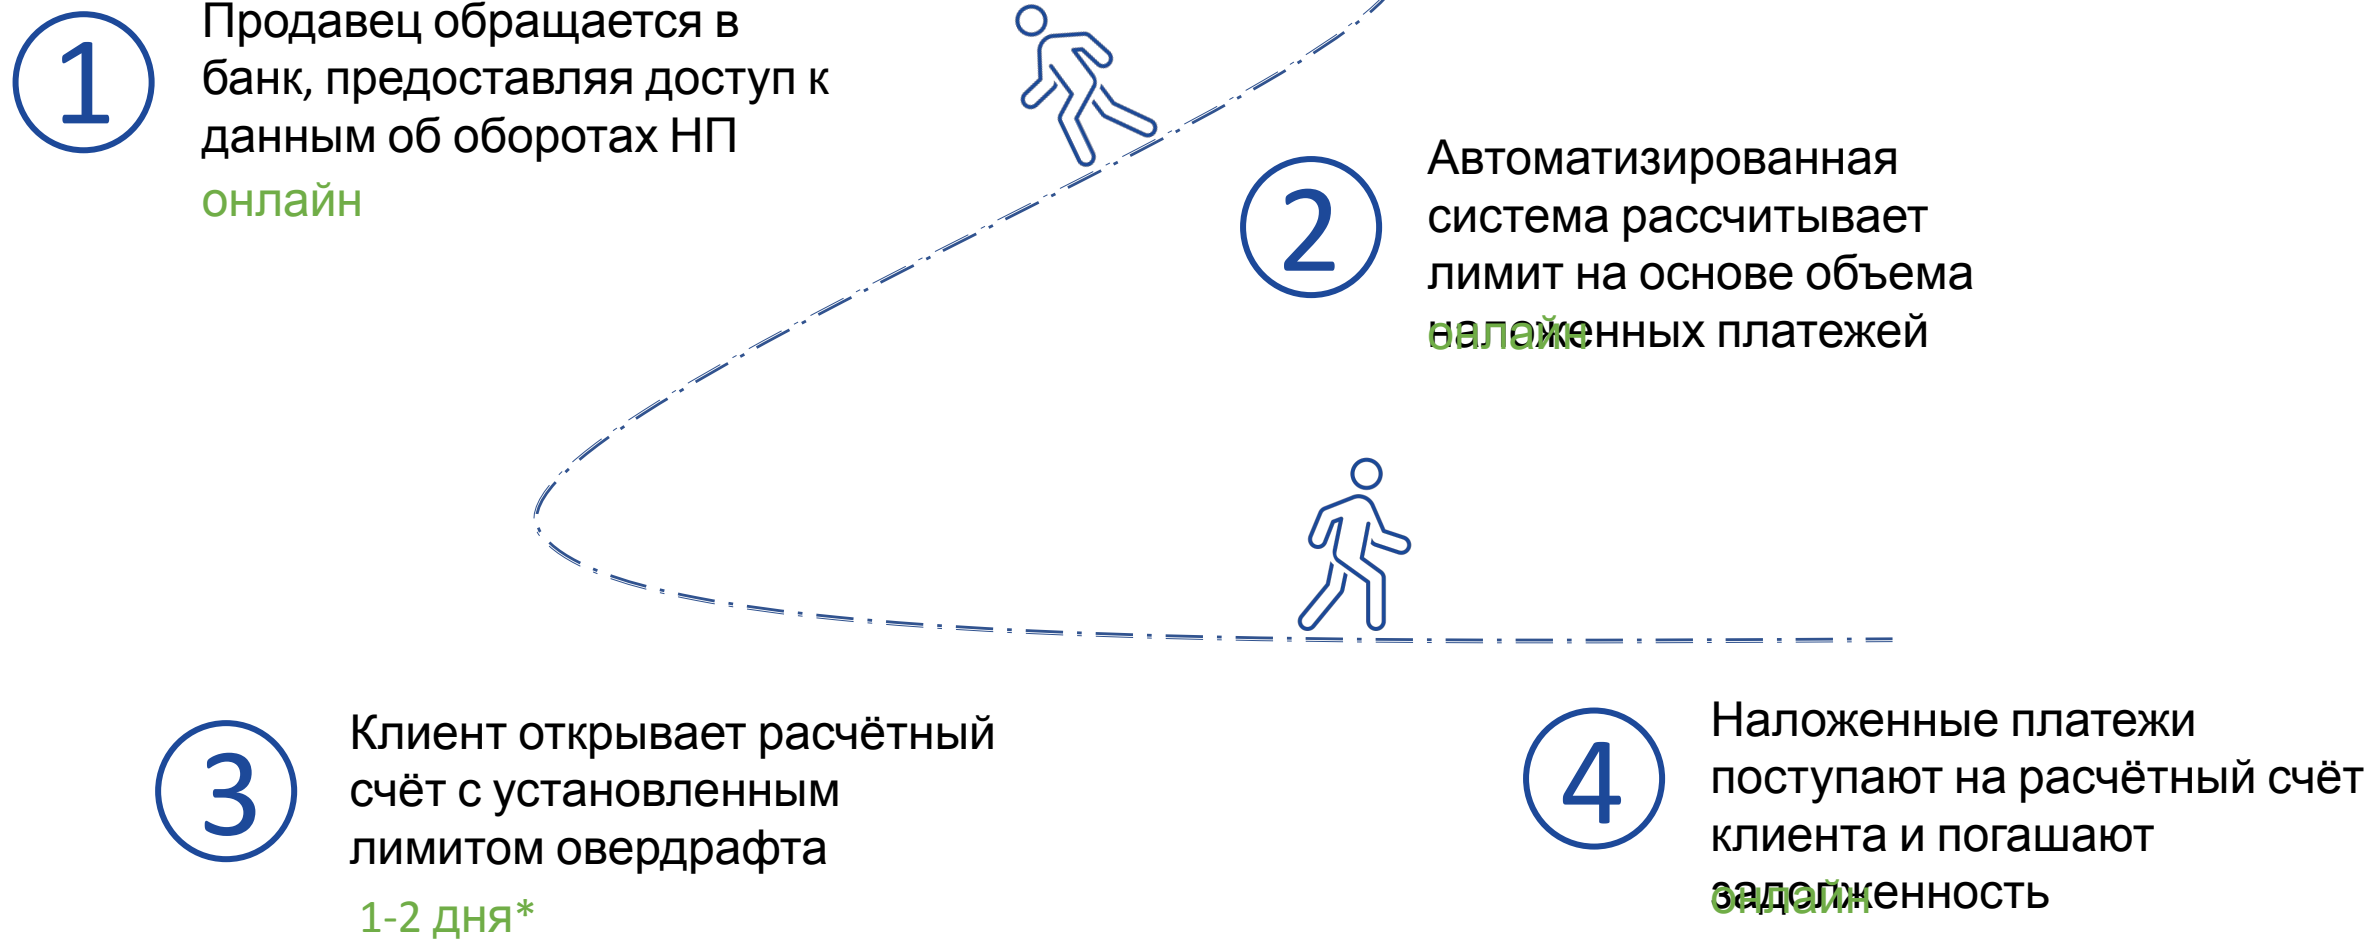 1
Продавец обращается в
банк, предоставляя доступ к
данным об оборотах НП
онлайн
2
Автоматизированная
система рассчитывает
лимит на основе объема
наложенных платежей
онлайн
3
Клиент открывает расчётный
счёт с установленным
лимитом овердрафта
1-2 дня*
4
Наложенные платежи
поступают на расчётный счёт
клиента и погашают
задолженность
онлайн